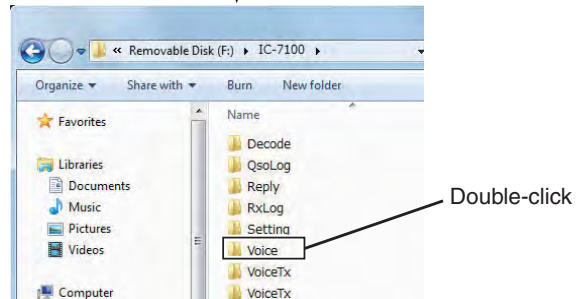 « Removable Disk (F:) ▸ IC-7100 ▸
Organize ▾ Share with ▾ Burn New folder
Favorites
Libraries
Documents
Music
Pictures
Videos
Computer
Name
Decode
QsoLog
Reply
RxLog
Setting
Voice
VoiceTx
VoiceTx
Double-click